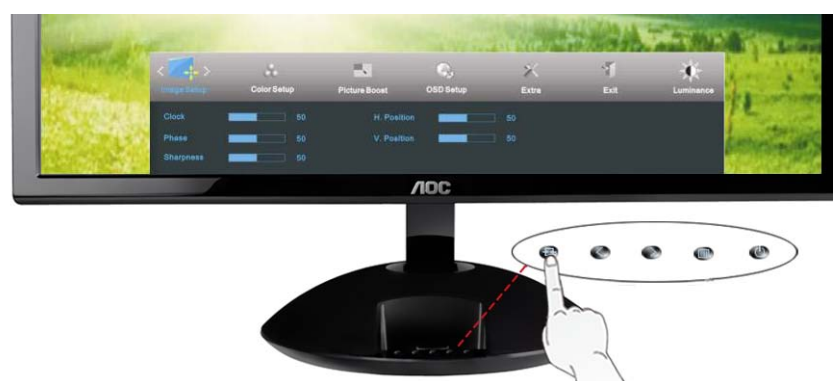 Image Setup
Color Setup
Picture Boost
OSD Setup
Extra
Exit
Luminance
Clock 50 H. Position 50
Phase 50 V. Position 50
Sharpness 50
AOC